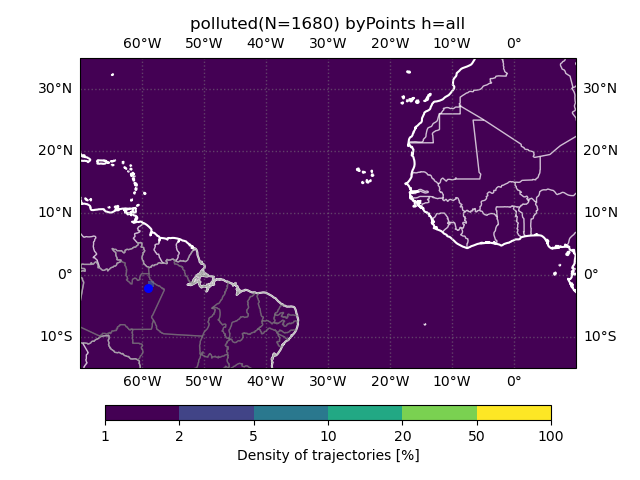 polluted(N=1680) byPoints h=all
60°W 50°W 40°W 30°W 20°W 10°W 0°
30°N 30°N
20°N 20°N
10°N 10°N
0° 0°
10°S 10°S
60°W 50°W 40°W 30°W 20°W 10°W 0°
1 2 5 10 20 50 100
Density of trajectories [%]